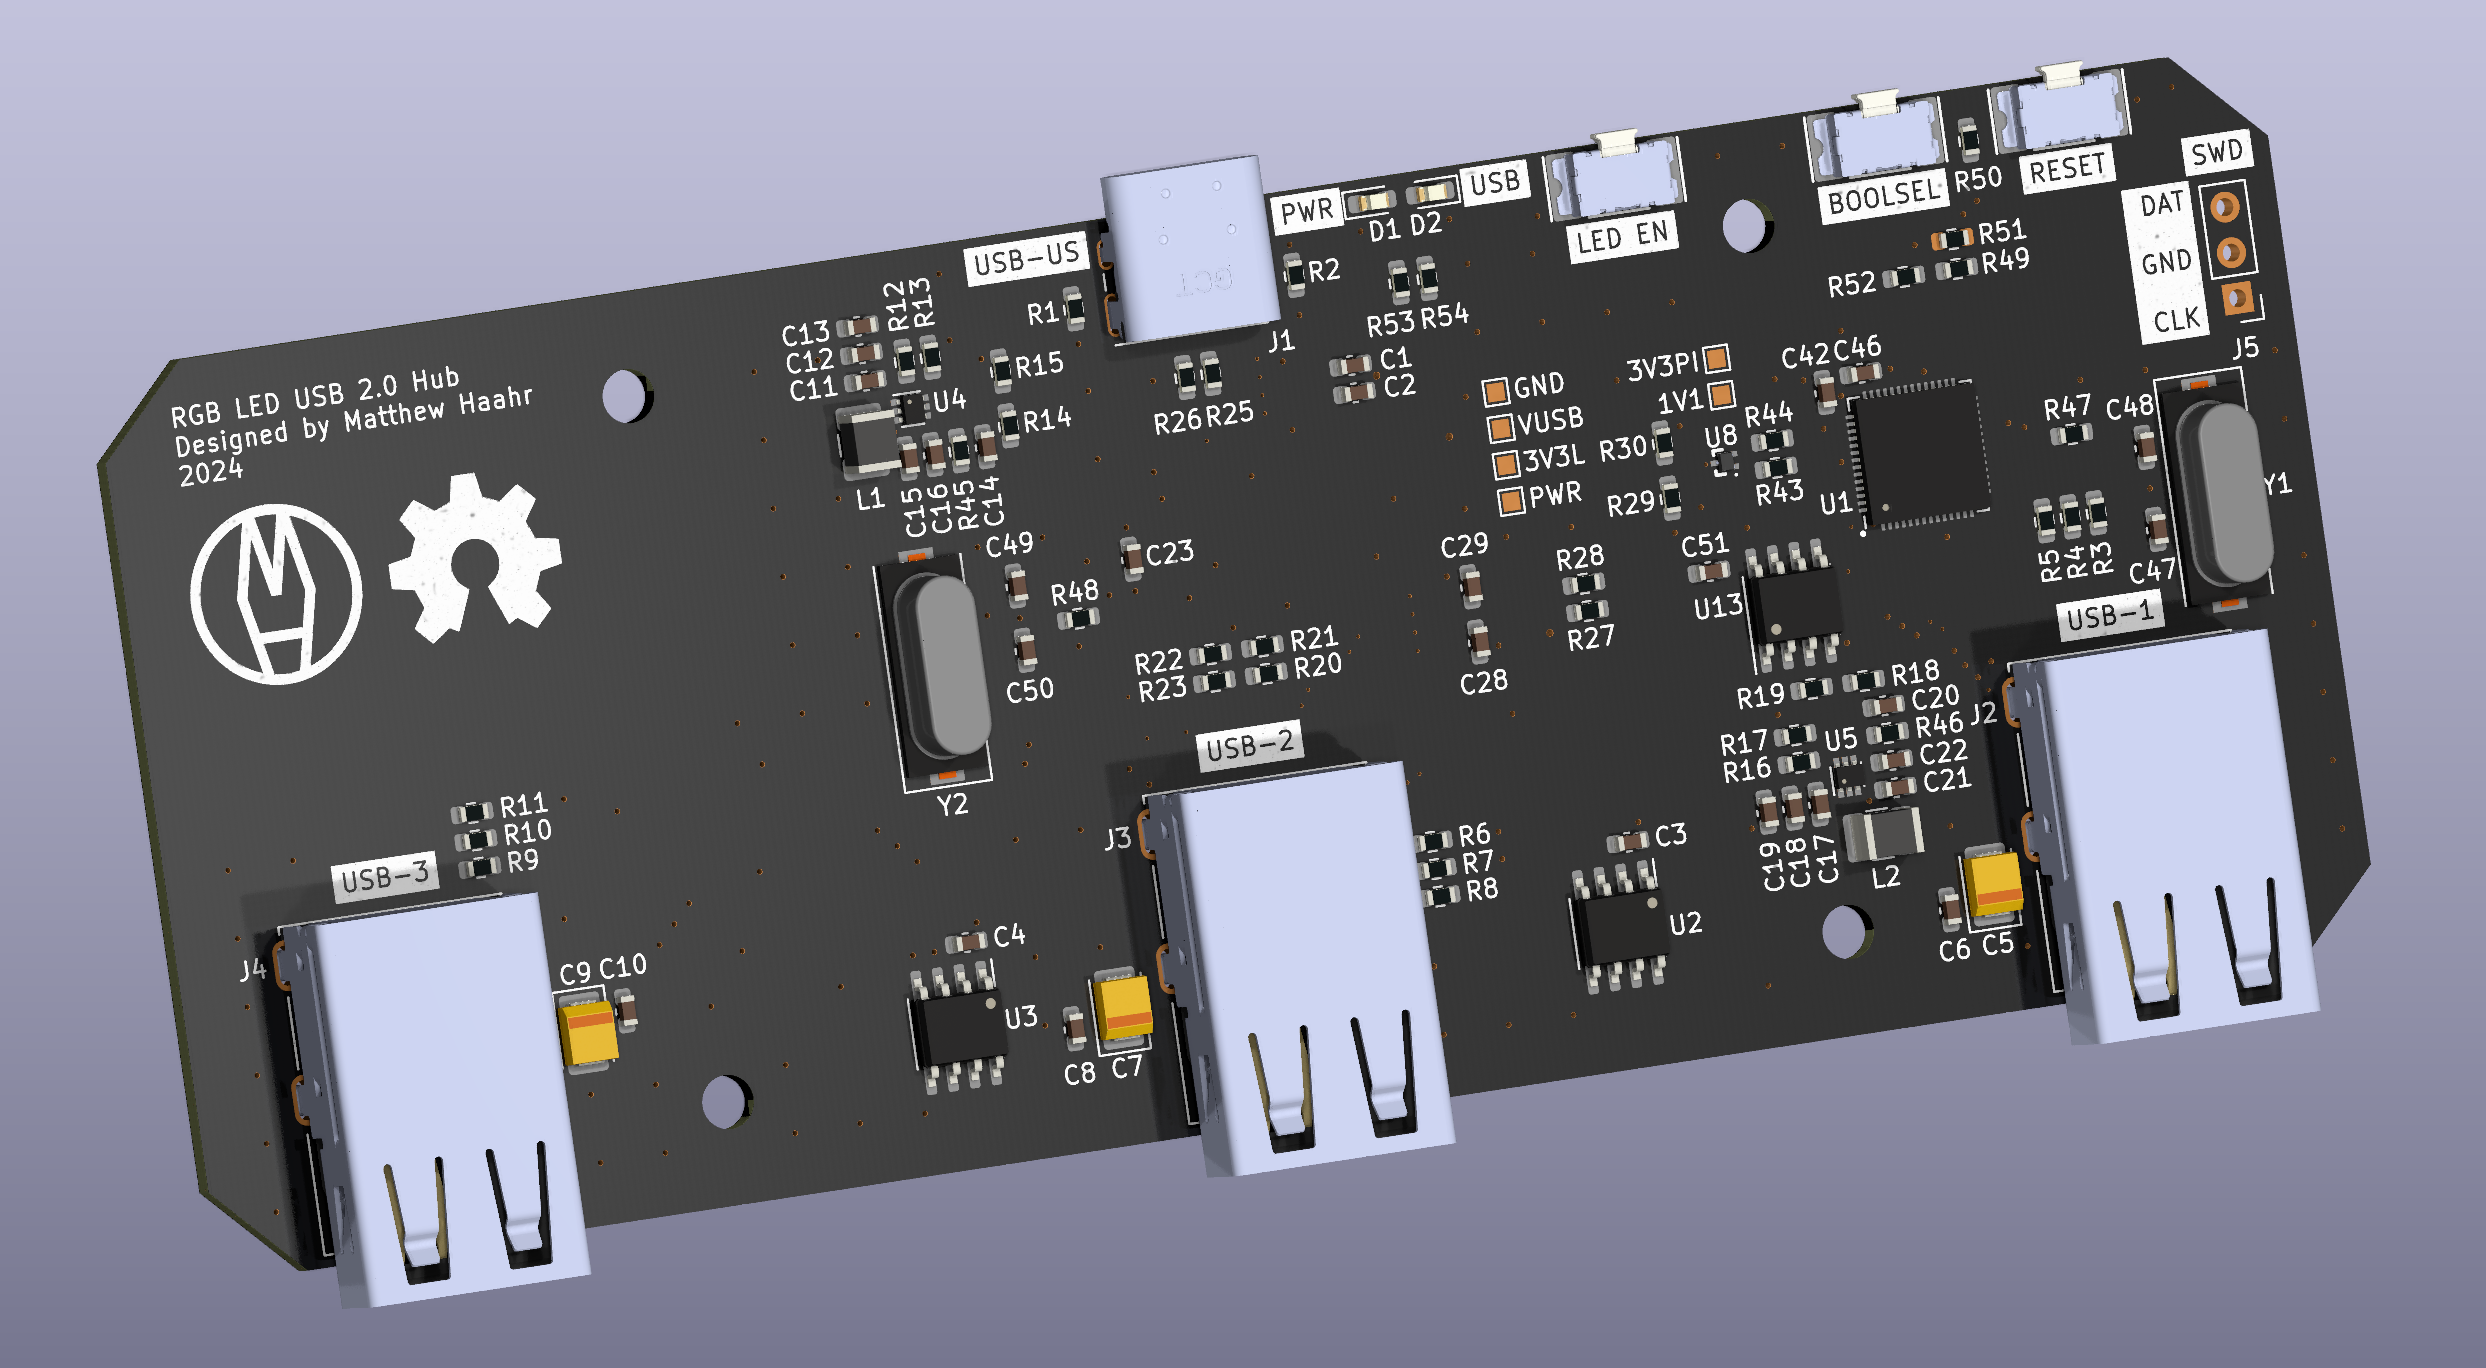 RGB LED USB 2.0 Hub
Designed by Matthew Haahr
2024
USB-US
GCT
J1
PWR
D1
D2
USB
LED EN
BOOLSEL
R50
RESET
SWD
DAT
GND
CLK
J5
R51
R49
R52
R2
R53
R54
R1
R12
R13
C13
C12
C11
U4
R15
R14
L1
C15
C16
R45
C14
R26
R25
C1
C2
GND
VUSB
3V3L
PWR
3V3PI
1V1
R30
R29
U8
R44
R43
C42
C46
U1
R47
C48
Y1
R5
R4
R3
C47
C49
C23
R48
C50
Y2
C29
C28
R28
R27
C51
U13
USB-1
R22
R21
R23
R20
R19
R18
C20
R17
R46
R16
U5
C22
C21
C19
C18
C17
L2
J2
C6
C5
USB-2
J3
R6
R7
R8
C3
U2
R11
R10
R9
USB-3
J4
C9
C10
C4
U3
C8
C7